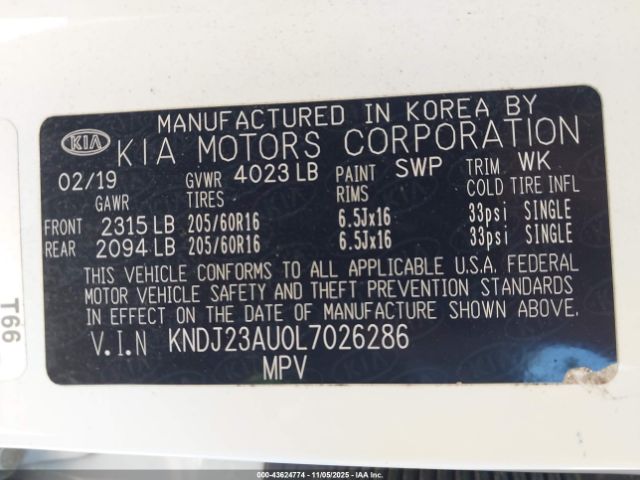 MANUFACTURED IN KOREA BY
KIA KIA MOTORS CORPORATION
02/19 GVWR 4023 LB PAINT SWP TRIM WK
GAWR TIRES RIMS COLD TIRE INFL
FRONT 2315 LB 205/60R16 6.5Jx16 33psi SINGLE
REAR 2094 LB 205/60R16 6.5Jx16 33psi SINGLE
THIS VEHICLE CONFORMS TO ALL APPLICABLE U.S.A. FEDERAL
MOTOR VEHICLE SAFETY AND THEFT PREVENTION STANDARDS
IN EFFECT ON THE DATE OF MANUFACTURE SHOWN ABOVE.
V.I.N KNDJ23AU0L7026286
MPV
T66
000-43624774 - 11/05/2025 - IAA, Inc.